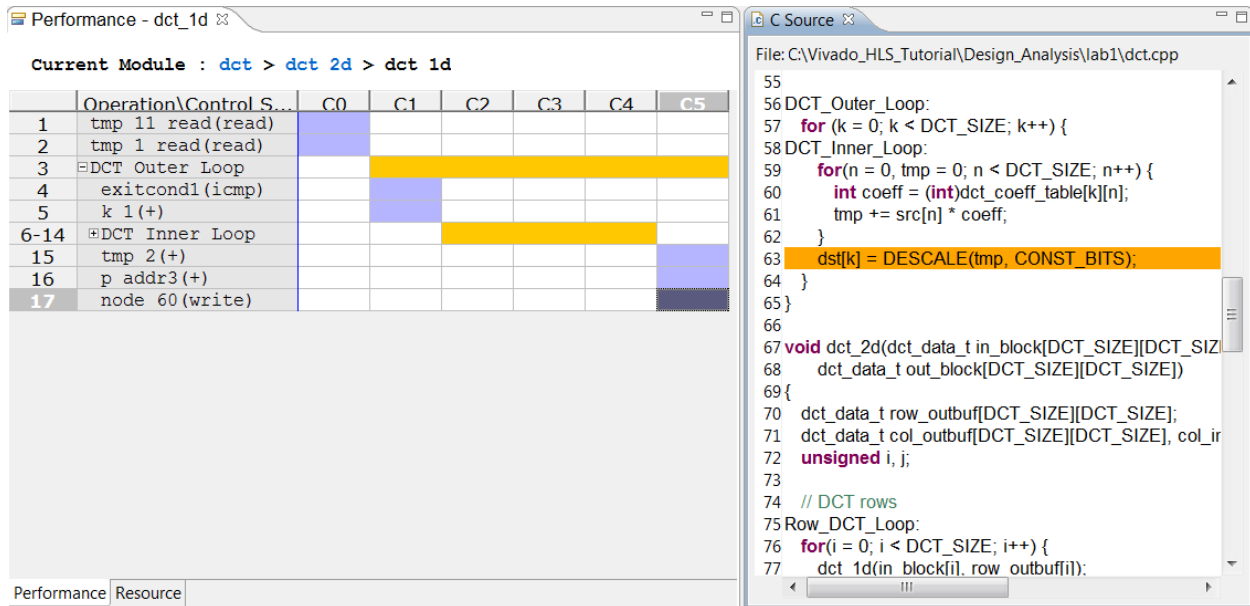 Performance - dct_1d
Current Module : dct > dct 2d > dct 1d
Operation\Control S... C0 C1 C2 C3 C4 C5
1 tmp 11 read(read)
2 tmp 1 read(read)
3 DCT Outer Loop
4 exitcond1(icmp)
5 k 1(+)
6-14 DCT Inner Loop
15 tmp 2(+)
16 p addr3(+)
17 node 60(write)
Performance Resource
C Source
File: C:\Vivado_HLS_Tutorial\Design_Analysis\lab1\dct.cpp
55
56 DCT_Outer_Loop:
57 for (k = 0; k < DCT_SIZE; k++) {
58 DCT_Inner_Loop:
59 for(n = 0, tmp = 0; n < DCT_SIZE; n++) {
60 int coeff = (int)dct_coeff_table[k][n];
61 tmp += src[n] * coeff;
62 }
63 dst[k] = DESCALE(tmp, CONST_BITS);
64 }
65 }
66
67 void dct_2d(dct_data_t in_block[DCT_SIZE][DCT_SIZ
68 dct_data_t out_block[DCT_SIZE][DCT_SIZE])
69 {
70 dct_data_t row_outbuf[DCT_SIZE][DCT_SIZE];
71 dct_data_t col_outbuf[DCT_SIZE][DCT_SIZE], col_ir
72 unsigned i, j;
73
74 // DCT rows
75 Row_DCT_Loop:
76 for(i = 0; i < DCT_SIZE; i++) {
77 dct_1d(in_block[i], row_outbuf[i]);